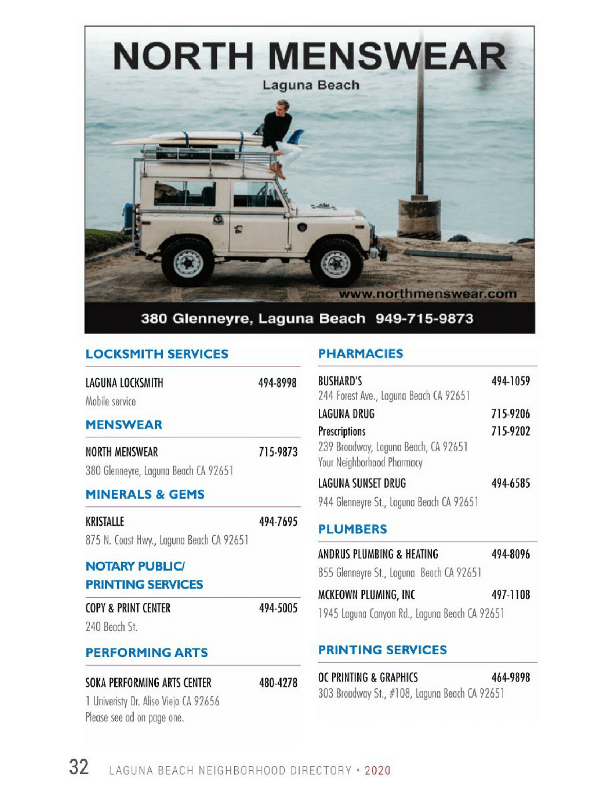 NORTH MENSWEAR
Laguna Beach
www.northmenswear.com
380 Glenneyre, Laguna Beach 949-715-9873
LOCKSMITH SERVICES
LAGUNA LOCKSMITH 494-8998
Mobile service
MENSWEAR
NORTH MENSWEAR 715-9873
380 Glenneyre, Laguna Beach CA 92651
MINERALS & GEMS
KRISTALLE 494-7695
875 N. Coast Hwy., Laguna Beach CA 92651
NOTARY PUBLIC/
PRINTING SERVICES
COPY & PRINT CENTER 494-5005
240 Beach St.
PERFORMING ARTS
SOKA PERFORMING ARTS CENTER 480-4278
1 Univeristy Dr. Aliso Viejo CA 92656
Please see ad on page one.
PHARMACIES
BUSHARD'S 494-1059
244 Forest Ave., Laguna Beach CA 92651
LAGUNA DRUG 715-9206
Prescriptions 715-9202
239 Broadway, Laguna Beach, CA 92651
Your Neighborhood Pharmacy
LAGUNA SUNSET DRUG 494-6585
944 Glenneyre St., Laguna Beach CA 92651
PLUMBERS
ANDRUS PLUMBING & HEATING 494-8096
855 Glenneyre St., Laguna Beach CA 92651
MCKEOWN PLUMING, INC 497-1108
1945 Laguna Canyon Rd., Laguna Beach CA 92651
PRINTING SERVICES
OC PRINTING & GRAPHICS 464-9898
303 Broadway St., #108, Laguna Beach CA 92651
32 LAGUNA BEACH NEIGHBORHOOD DIRECTORY • 2020